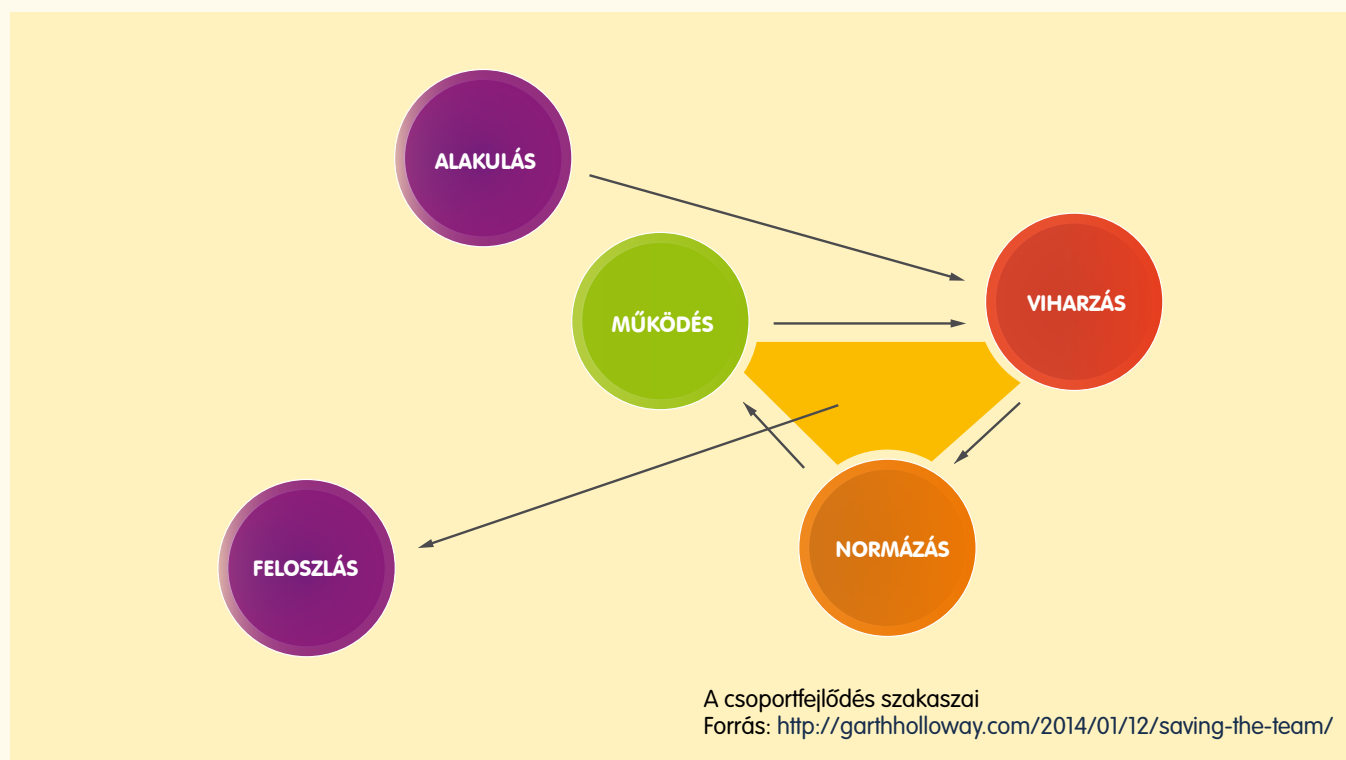 ALAKULÁS
MŰKÖDÉS
VIHARZÁS
NORMÁZÁS
FELOSZLÁS
A csoportfejlődés szakaszai
Forrás: http://garthholloway.com/2014/01/12/saving-the-team/